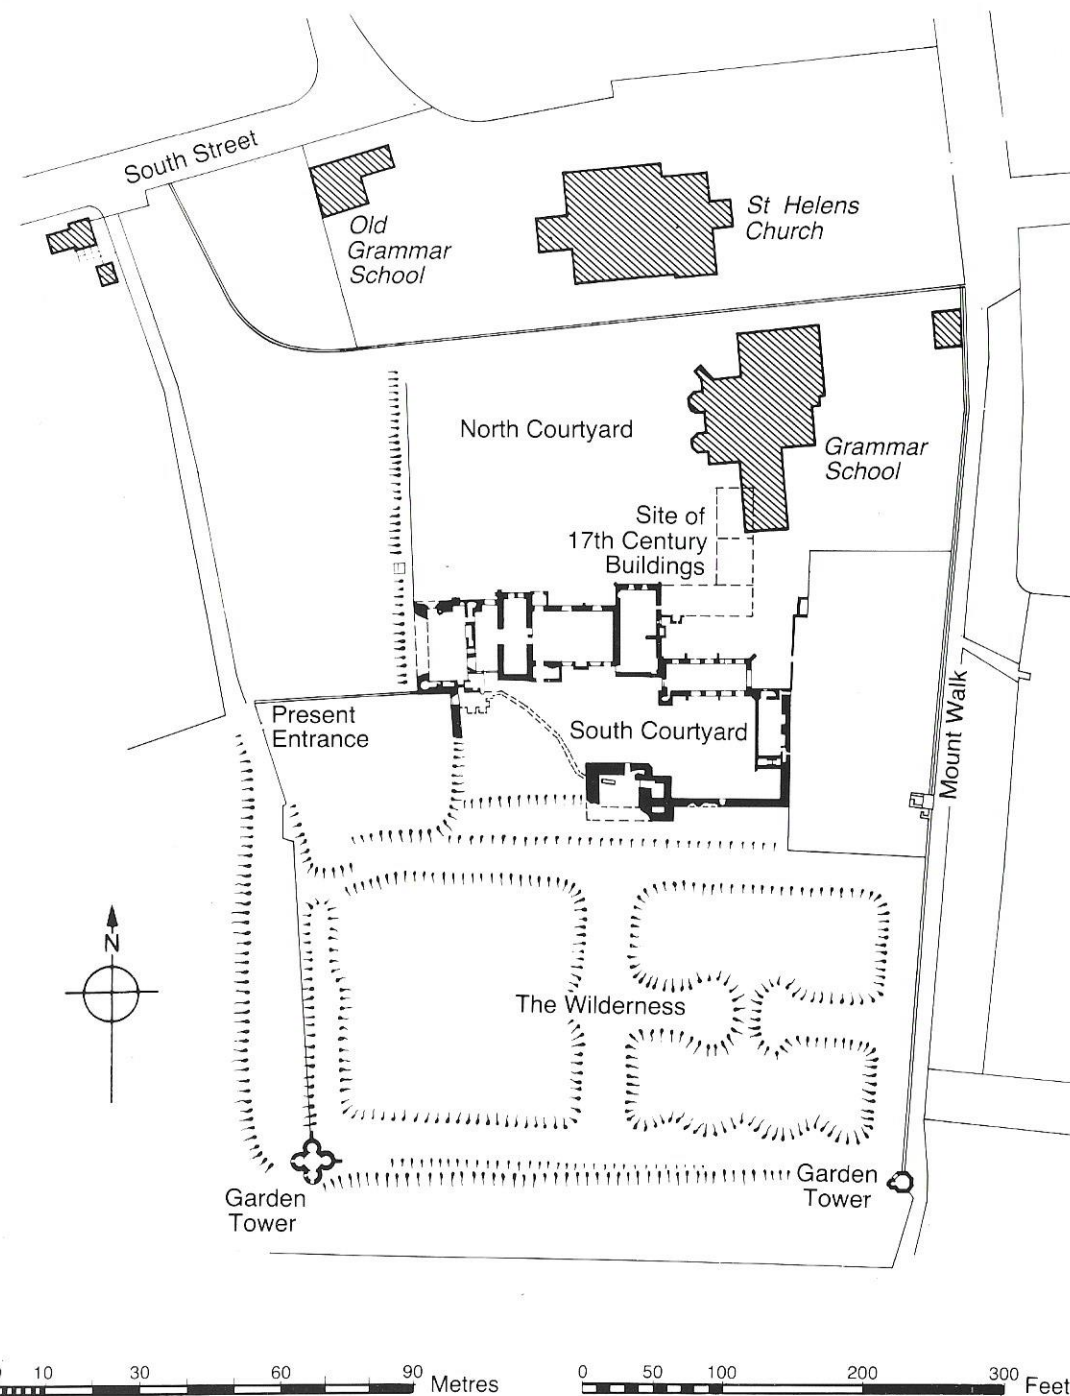 South Street
Old
Grammar
School
St Helens
Church
North Courtyard
Grammar
School
Site of
17th Century
Buildings
Present
Entrance
South Courtyard
Mount Walk
N
The Wilderness
Garden
Tower
Garden
Tower
10 30 60 90 Metres
0 50 100 200 300 Feet